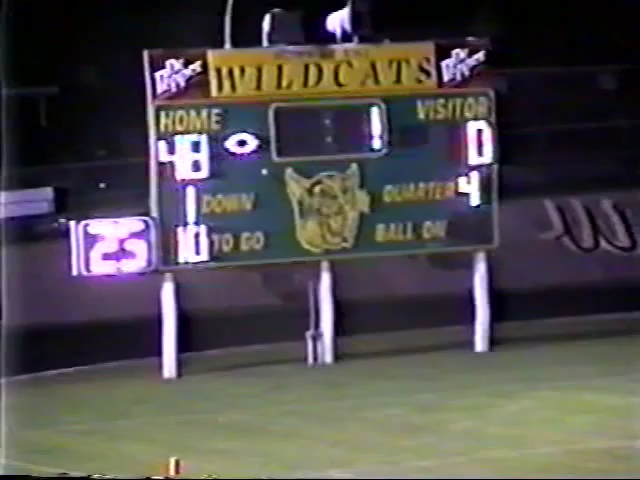 Dr Pepper WILDCATS Dr Pepper
HOME 1 VISITOR
48 0
1 DOWN QUARTER 4
25 10 TO GO BALL ON